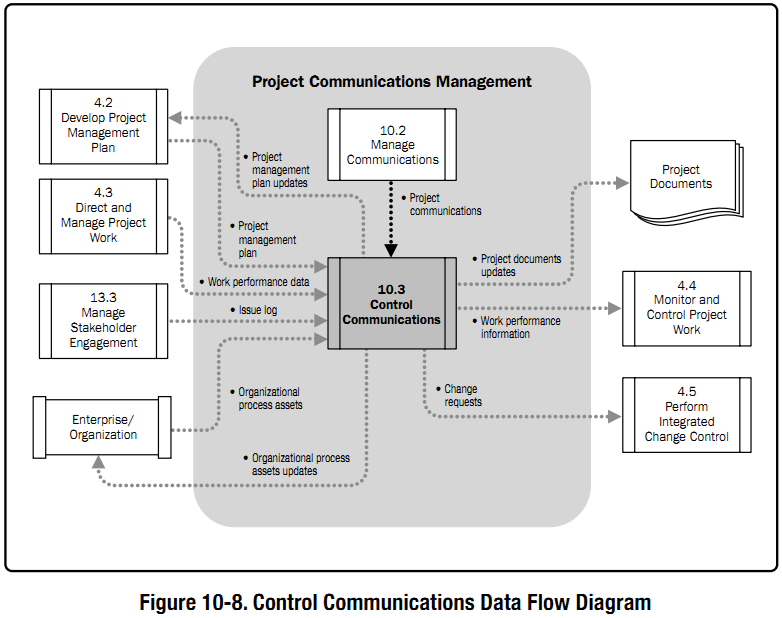 Project Communications Management
4.2
Develop Project
Management
Plan
10.2
Manage
Communications
• Project
management
plan updates
Project
Documents
4.3
Direct and
Manage Project
Work
• Project
communications
• Project
management
plan
• Project documents
updates
• Work performance data
10.3
Control
Communications
13.3
Manage
Stakeholder
Engagement
• Issue log
• Work performance
information
4.4
Monitor and
Control Project
Work
Enterprise/
Organization
• Organizational
process assets
• Change
requests
4.5
Perform
Integrated
Change Control
• Organizational process
assets updates
Figure 10-8. Control Communications Data Flow Diagram